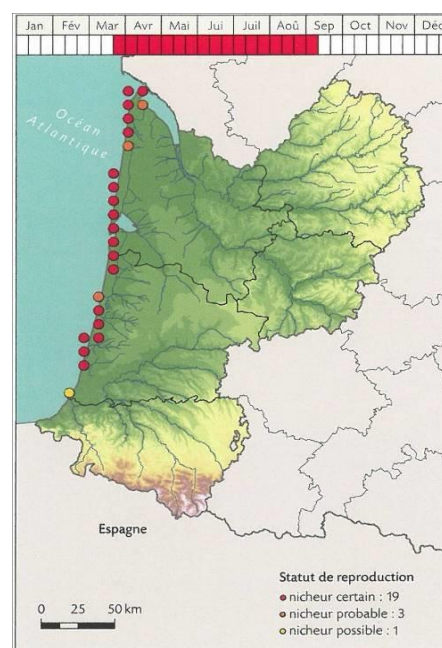 Jan Fév Mar Avr Mai Jui Juil Aoû Sep Oct Nov Déc
Océan
Atlantique
Espagne
Statut de reproduction
nicheur certain : 19
nicheur probable : 3
nicheur possible : 1
0 25 50 km